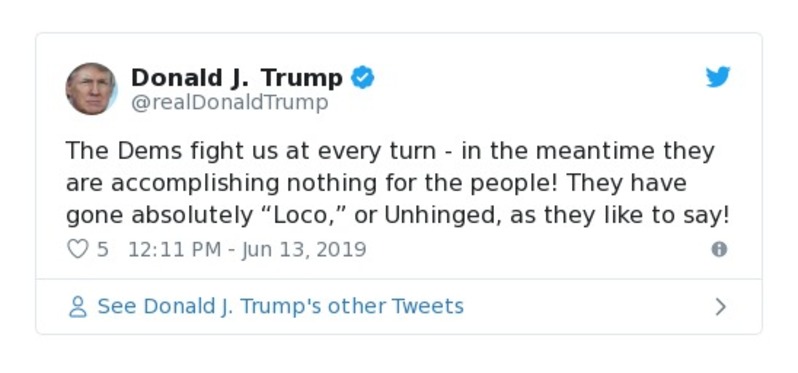 Donald J. Trump
@realDonaldTrump
The Dems fight us at every turn - in the meantime they
are accomplishing nothing for the people! They have
gone absolutely “Loco,” or Unhinged, as they like to say!
5 12:11 PM - Jun 13, 2019
See Donald J. Trump's other Tweets